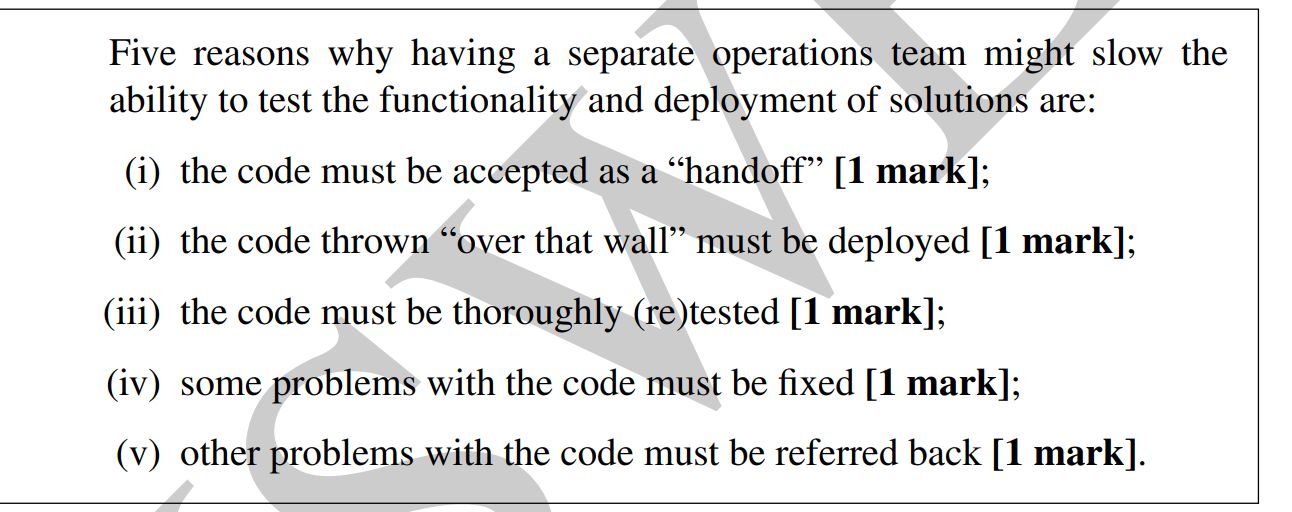 Five reasons why having a separate operations team might slow the
ability to test the functionality and deployment of solutions are:
(i) the code must be accepted as a “handoff” [1 mark];
(ii) the code thrown “over that wall” must be deployed [1 mark];
(iii) the code must be thoroughly (re)tested [1 mark];
(iv) some problems with the code must be fixed [1 mark];
(v) other problems with the code must be referred back [1 mark].